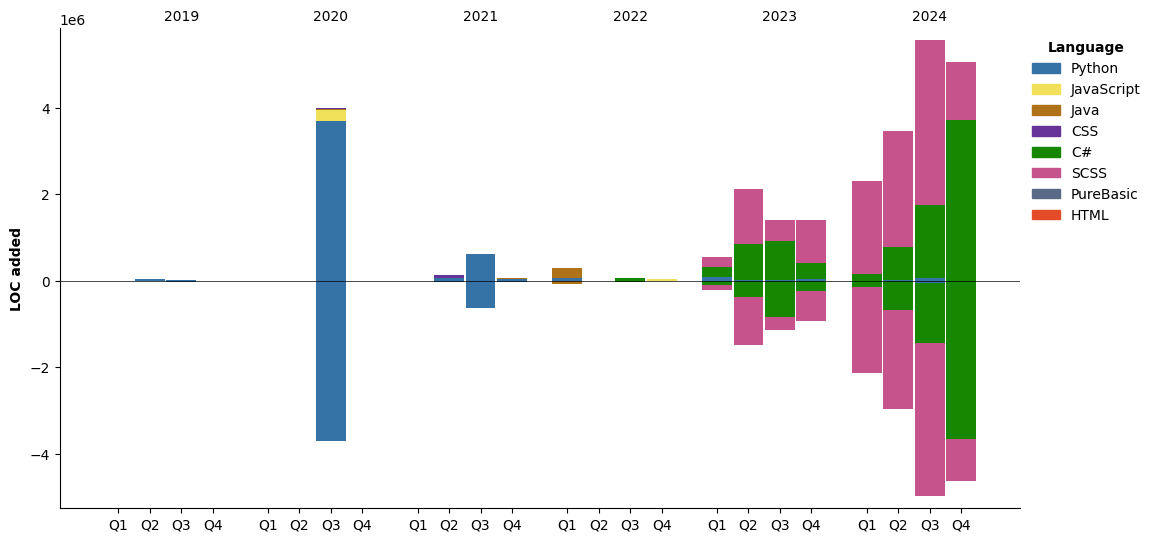 1e6
2019 2020 2021 2022 2023 2024
Language
Python
JavaScript
Java
CSS
C#
SCSS
PureBasic
HTML
LOC added
4
2
0
−2
−4
Q1 Q2 Q3 Q4 Q1 Q2 Q3 Q4 Q1 Q2 Q3 Q4 Q1 Q2 Q3 Q4 Q1 Q2 Q3 Q4 Q1 Q2 Q3 Q4